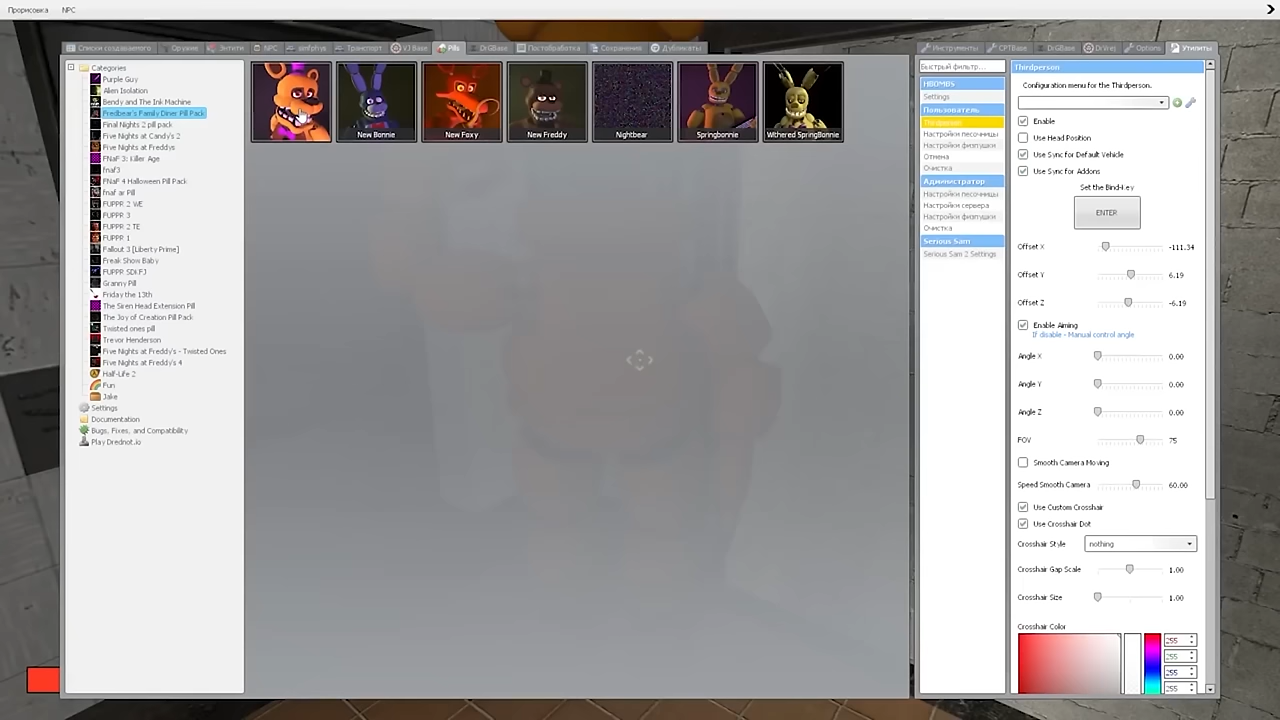 Прорисовка NPC
Списки создаваемого Оружие Энтити NPC simfphys Транспорт VJ Base Pills DrGBase Постобработка Сохранения Дубликаты
Инструменты CPTBase DrGBase DrVrej Options Утилиты
Categories
Purple Guy
Alien Isolation
Bendy and The Ink Machine
Fredbear's Family Diner Pill Pack
Final Nights 2 pill pack
Five Nights at Candy's 2
Five Nights at Freddys
FNaF 3: Killer Age
fnaf3
FNaF 4 Halloween Pill Pack
fnaf ar Pill
FUPPR 2 WE
FUPPR 3
FUPPR 2 TE
FUPPR 1
Fallout 3 [Liberty Prime]
Freak Show Baby
FUPPR SDLFJ
Granny Pill
Friday the 13th
The Siren Head Extension Pill
The Joy of Creation Pill Pack
Twisted ones pill
Trevor Henderson
Five Nights at Freddy's - Twisted Ones
Five Nights at Freddy's 4
Half-Life 2
Fun
Jake
Settings
Documentation
Bugs, Fixes, and Compatibility
Play Drednot.io
New Bonnie
New Foxy
New Freddy
Nightbear
Springbonnie
Withered SpringBonnie
Быстрый фильтр...
HBOMBS
Settings
Пользователь
Thirdperson
Настройки песочницы
Настройки физпушки
Отмена
Очистка
Администратор
Настройки песочницы
Настройки сервера
Настройки физпушки
Очистка
Serious Sam
Serious Sam 2 Settings
Thirdperson
Configuration menu for the Thirdperson.
Enable
Use Head Position
Use Sync for Default Vehicle
Use Sync for Addons
Set the Bind-Key
ENTER
Offset X -111.34
Offset Y 6.19
Offset Z -6.19
Enable Aiming
If disable - Manual control angle
Angle X 0.00
Angle Y 0.00
Angle Z 0.00
FOV 75
Smooth Camera Moving
Speed Smooth Camera 60.00
Use Custom Crosshair
Use Crosshair Dot
Crosshair Style nothing
Crosshair Gap Scale 1.00
Crosshair Size 1.00
Crosshair Color
255
255
255
255